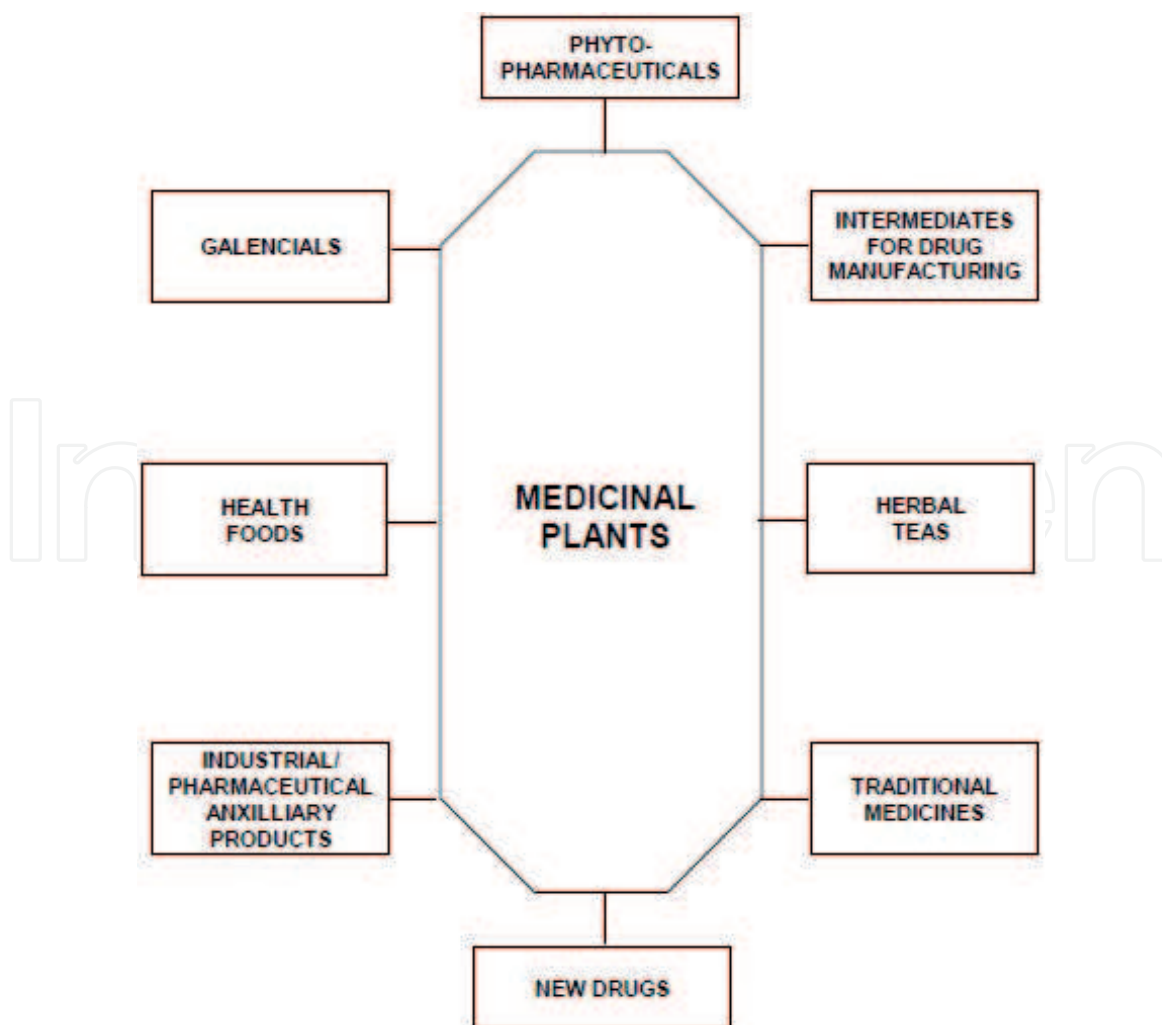 PHYTO-
PHARMACEUTICALS
GALENCIALS
INTERMEDIATES
FOR DRUG
MANUFACTURING
HEALTH
FOODS
MEDICINAL
PLANTS
HERBAL
TEAS
INDUSTRIAL/
PHARMACEUTICAL
ANXILLIARY
PRODUCTS
TRADITIONAL
MEDICINES
NEW DRUGS